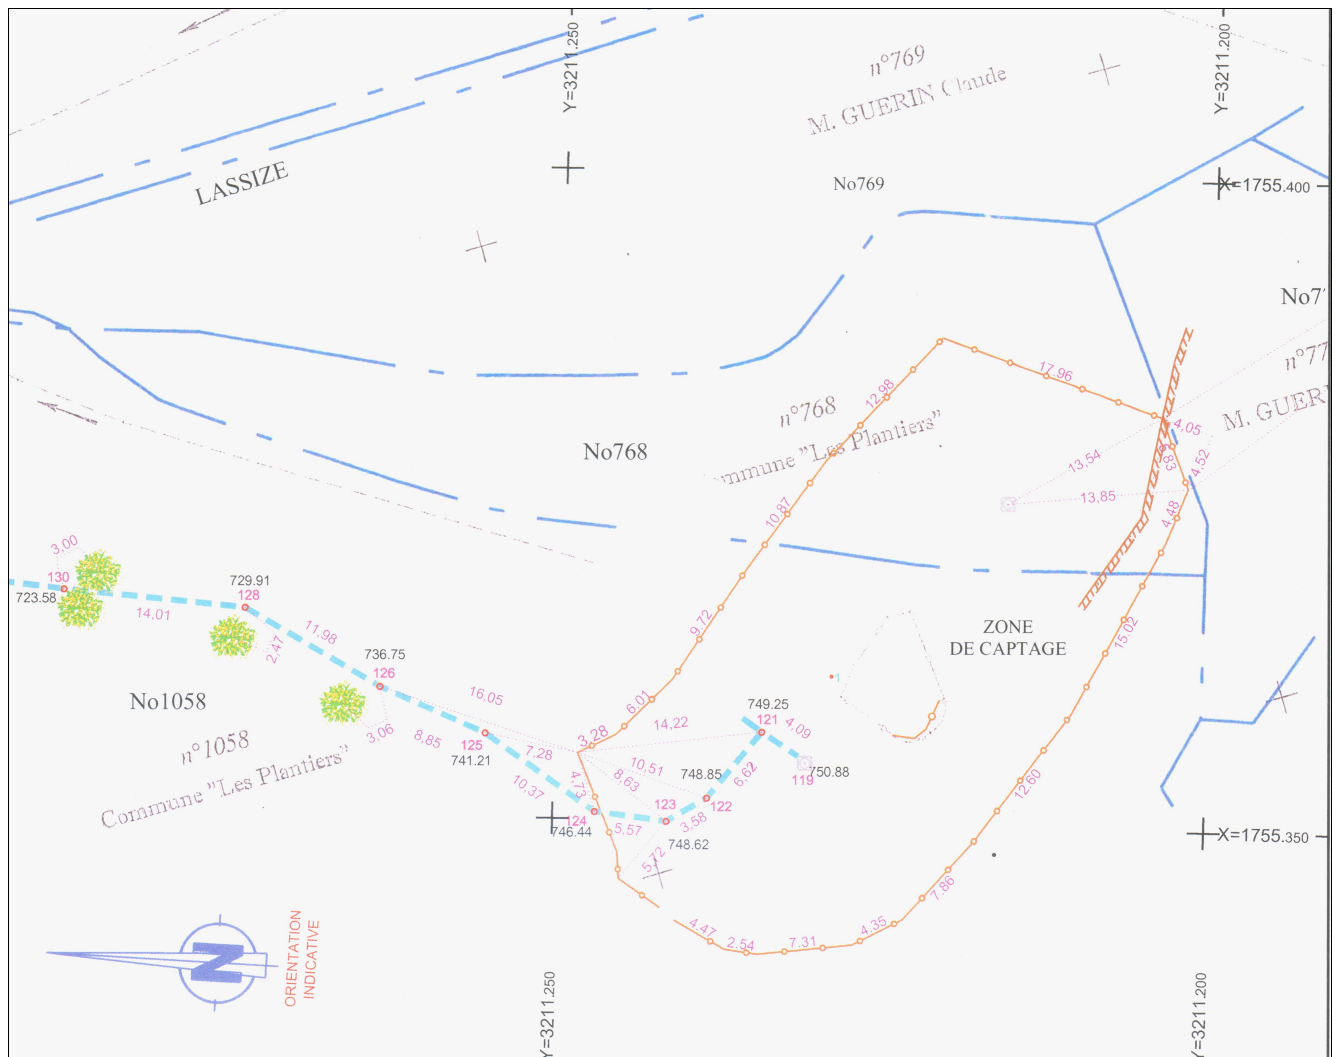 Y=3211.250
Y=3211.200
n°769
M. GUERIN Claude
LASSIZE
No769
X=1755.400
No7
n°77
M. GUER
17.96
12.98
n°768
mmune "Les Plantiers"
No768
4,05
5.83
4,52
13,54
13,85
4.48
10.87
3,00
130
723.58
14,01
729.91
128
11,98
2,47
9.72
15.02
ZONE
DE CAPTAGE
736.75
126
16,05
6.01
1
No1058
n°1058
Commune "Les Plantiers"
3,06
8,85
125
741.21
7,28
3,28
14,22
749.25
121
4,09
10,51
8,63
748.85
6,62
750.88
119
10,37
4,73
122
123
3,58
124
746.44
5,57
748.62
5,72
12.60
X=1755.350
7.86
4.47
2.54
7.31
4.35
N
ORIENTATION
INDICATIVE
Y=3211.250
Y=3211.200